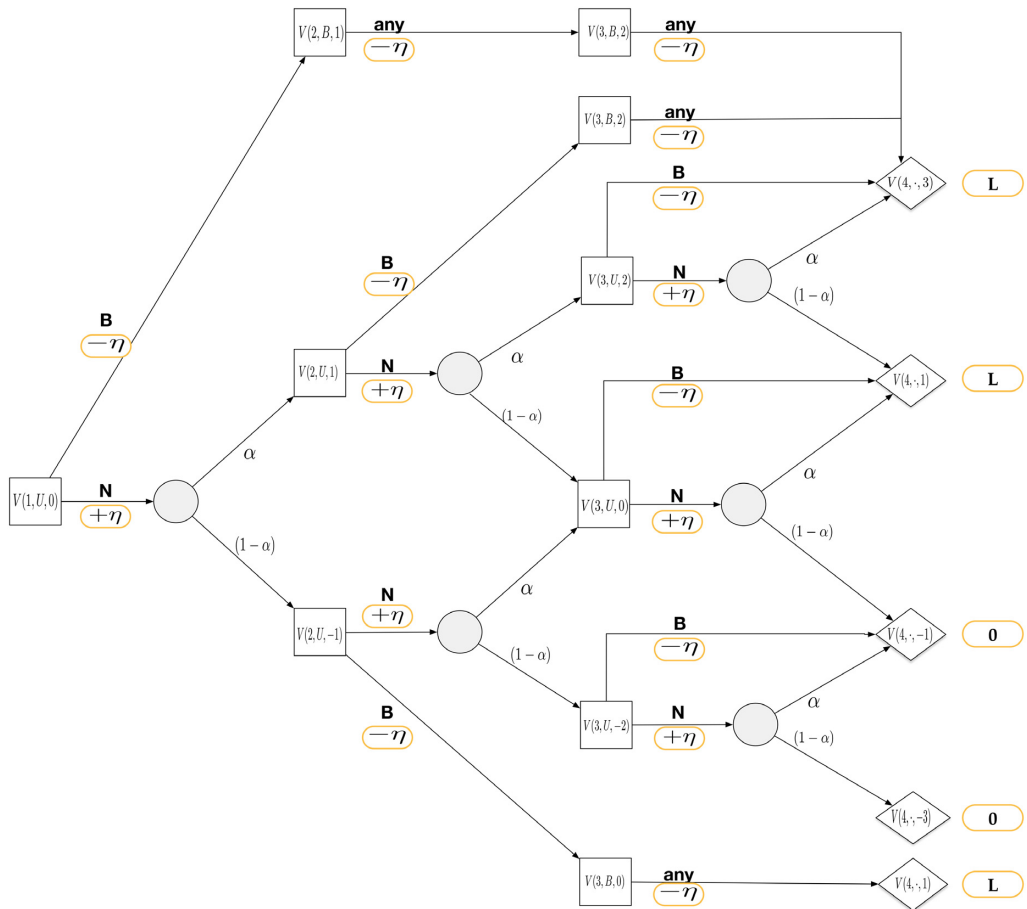 V(2, B, 1)
any
−η
V(3, B, 2)
any
−η
V(3, B, 2)
any
−η
B
−η
V(4, ·, 3)
L
B
−η
V(3, U, 2)
N
+η
α
(1 − α)
B
−η
V(2, U, 1)
N
+η
α
(1 − α)
B
−η
V(4, ·, 1)
L
α
V(1, U, 0)
N
+η
α
(1 − α)
V(3, U, 0)
N
+η
(1 − α)
V(2, U, −1)
N
+η
α
(1 − α)
B
−η
V(4, ·, −1)
0
B
−η
V(3, U, −2)
N
+η
α
(1 − α)
V(4, ·, −3)
0
V(3, B, 0)
any
−η
V(4, ·, 1)
L